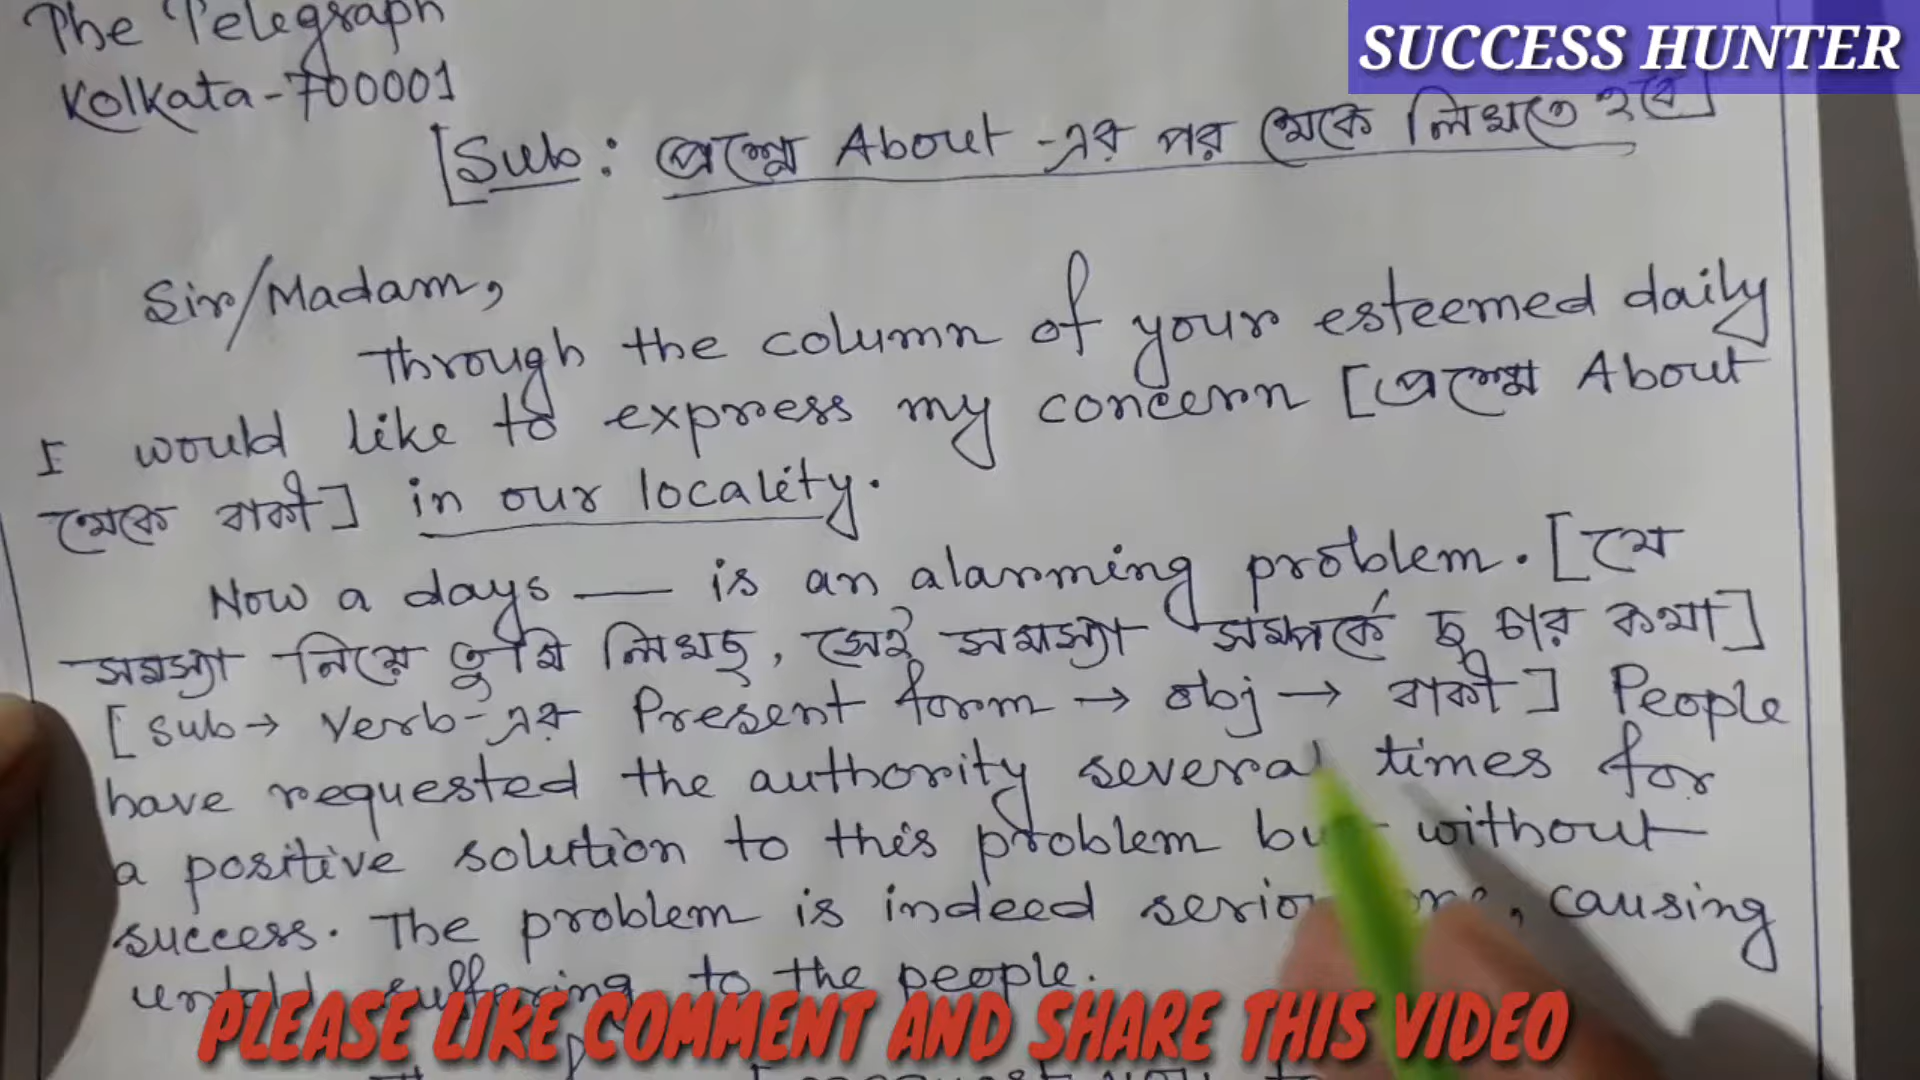 The Telegraph
SUCCESS HUNTER
Kolkata-700001
[Sub: প্রশ্নে About -এর পর থেকে লিখতে হবে]
Sir/Madam,
Through the column of your esteemed daily
I would like to express my concern [প্রশ্নে About
থেকে বাকী] in our locality.
Now a days — is an alarming problem. [যে
সমস্যা নিয়ে তুমি লিখছ, সেই সমস্যা সম্পর্কে দু চার কথা]
[Sub → Verb-এর Present form → obj → বাকী] People
have requested the authority several times for
a positive solution to this problem but without
success. The problem is indeed serious one, causing
untold suffering to the people.
PLEASE LIKE COMMENT AND SHARE THIS VIDEO